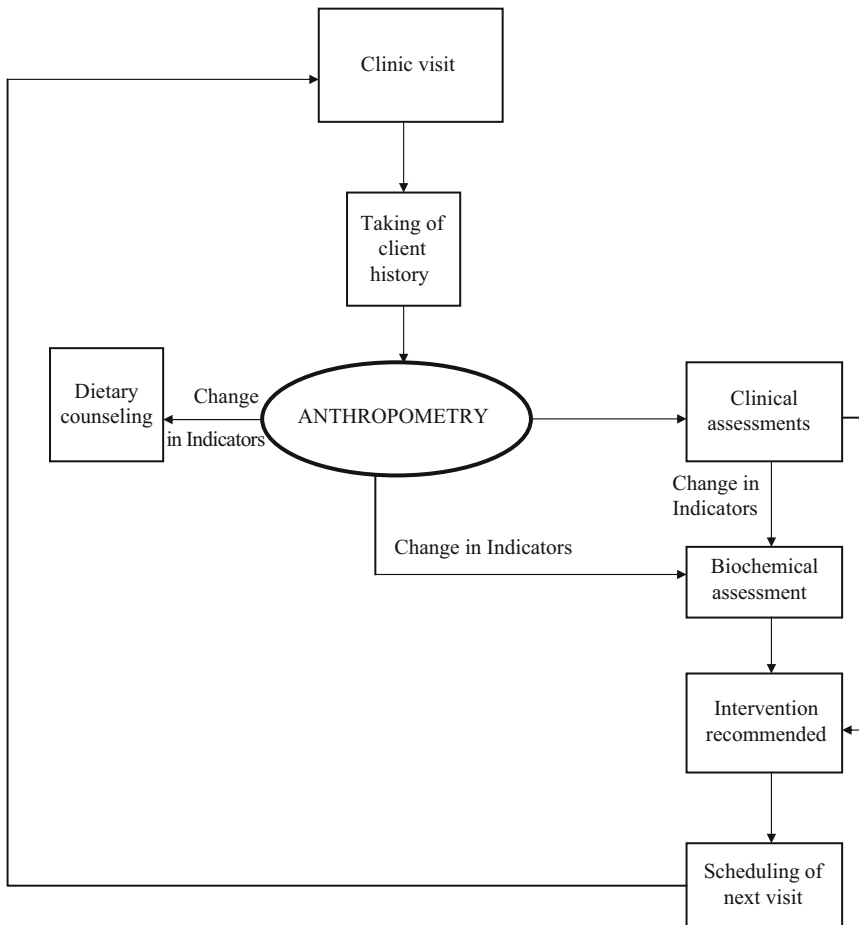 Clinic visit
Taking of
client
history
Dietary
counseling
Change
in Indicators
ANTHROPOMETRY
Clinical
assessments
Change in
Indicators
Change in Indicators
Biochemical
assessment
Intervention
recommended
Scheduling of
next visit